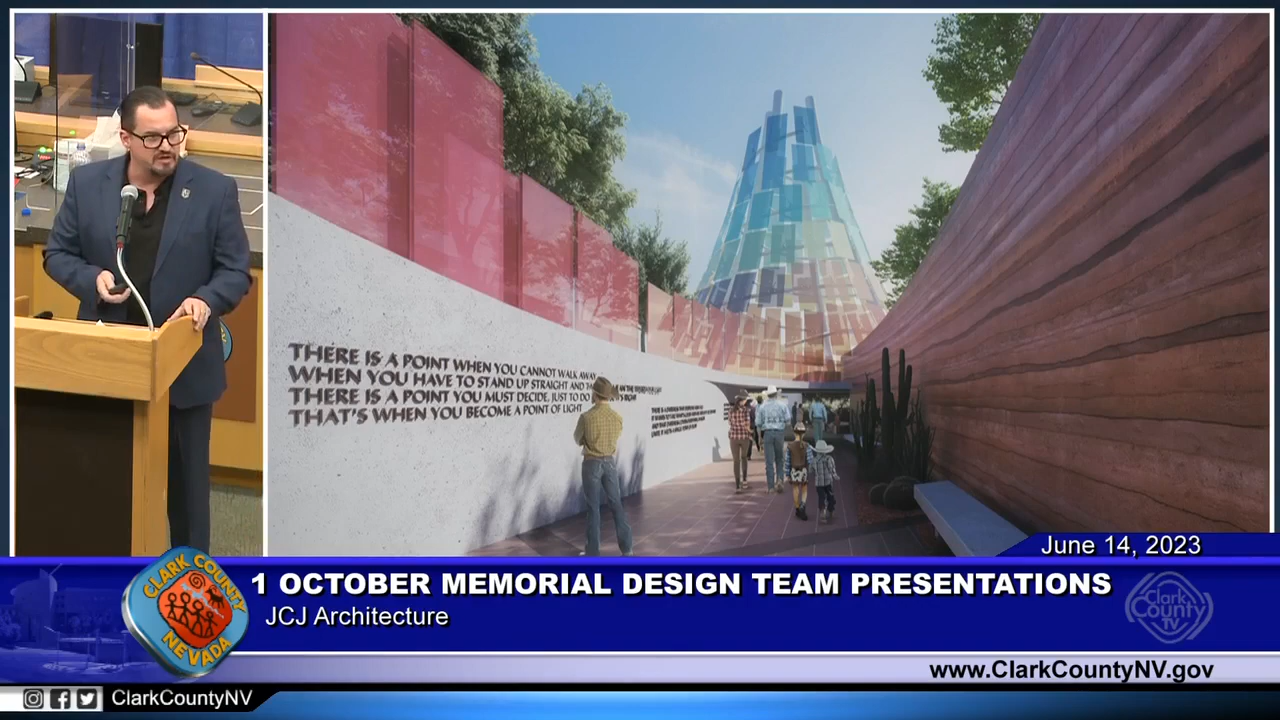 THERE IS A POINT WHEN YOU CANNOT WALK AWAY
WHEN YOU HAVE TO STAND UP STRAIGHT AND
THERE IS A POINT YOU MUST DECIDE, JUST TO DO
THAT'S WHEN YOU BECOME A POINT OF LIGHT
June 14, 2023
CLARK COUNTY
NEVADA
1 OCTOBER MEMORIAL DESIGN TEAM PRESENTATIONS
JCJ Architecture
Clark
County
TV
www.ClarkCountyNV.gov
ClarkCountyNV